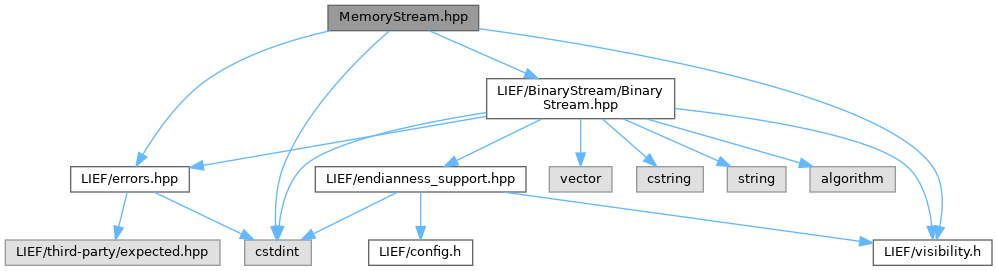 MemoryStream.hpp
LIEF/BinaryStream/Binary
Stream.hpp
LIEF/errors.hpp
LIEF/endianness_support.hpp
vector
cstring
string
algorithm
LIEF/third-party/expected.hpp
cstdint
LIEF/config.h
LIEF/visibility.h